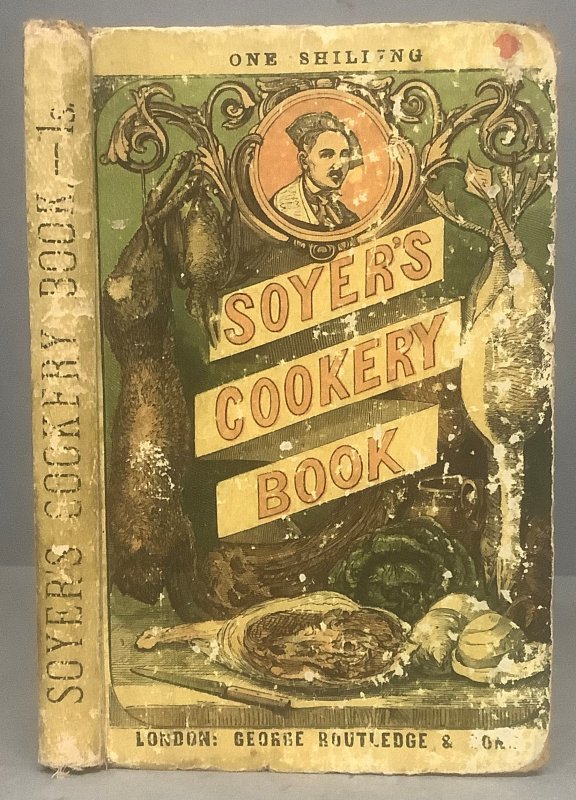 ONE SHILLING
SOYER'S
COOKERY
BOOK
LONDON: GEORGE ROUTLEDGE &
SOYER'S COOKERY BOOK,—1s.